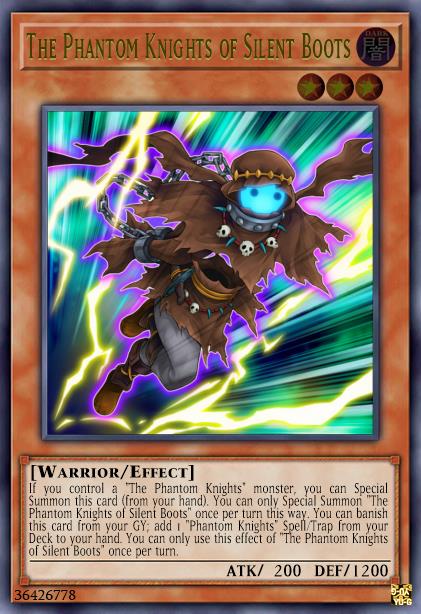 The Phantom Knights of Silent Boots
DARK
闇
[Warrior/Effect]
If you control a "The Phantom Knights" monster, you can Special
Summon this card (from your hand). You can only Special Summon "The
Phantom Knights of Silent Boots" once per turn this way. You can banish
this card from your GY; add 1 "Phantom Knights" Spell/Trap from your
Deck to your hand. You can only use this effect of "The Phantom Knights
of Silent Boots" once per turn.
ATK/ 200 DEF/1200
36426778